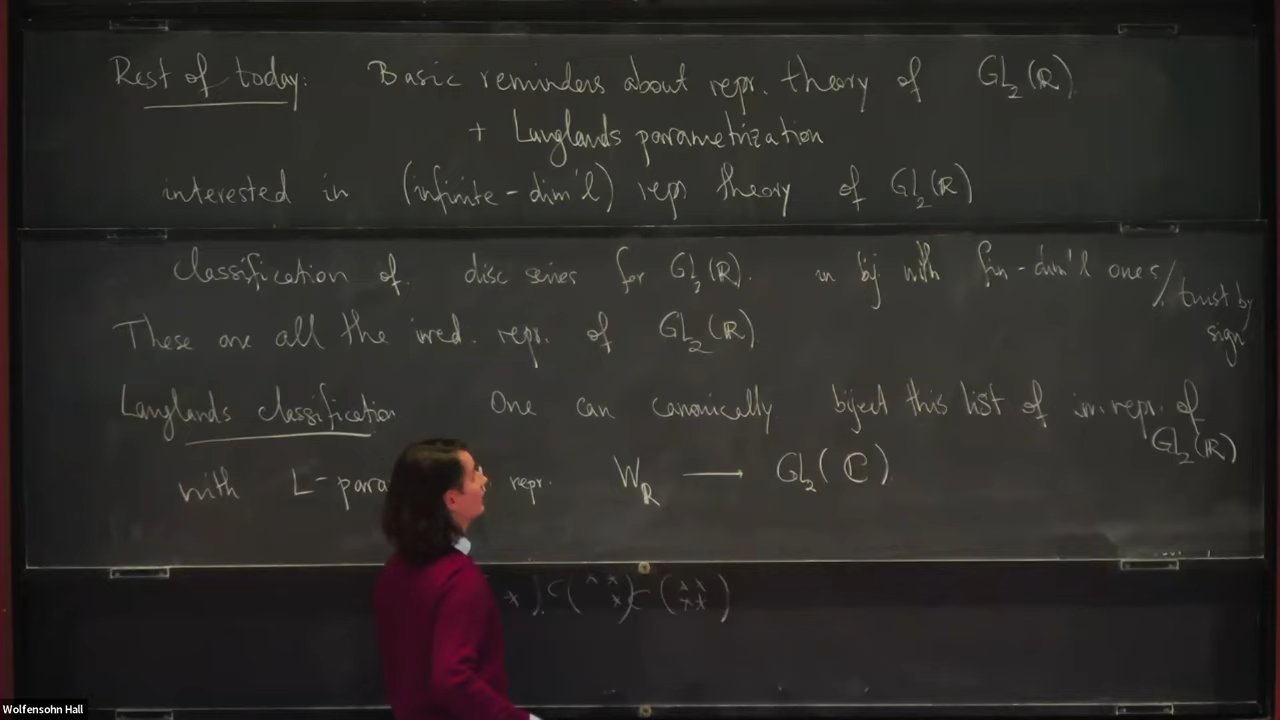 Rest of today: Basic reminders about repr. theory of GL₂(ℝ)
+ Langlands parametrization
interested in (infinite-dim'l) repr theory of GL₂(ℝ)
Classification of disc series for GL₂(ℝ). in bij with fin-dim'l ones / twist by sign
These are all the irred. repr. of GL₂(ℝ).
Langlands classification One can canonically biject this list of irr. repr. of GL₂(ℝ)
with L-para repr. W_ℝ ⟶ GL₂(ℂ).
*] ⊂ (* * *) ⊂ (* * * *)
Wolfensohn Hall